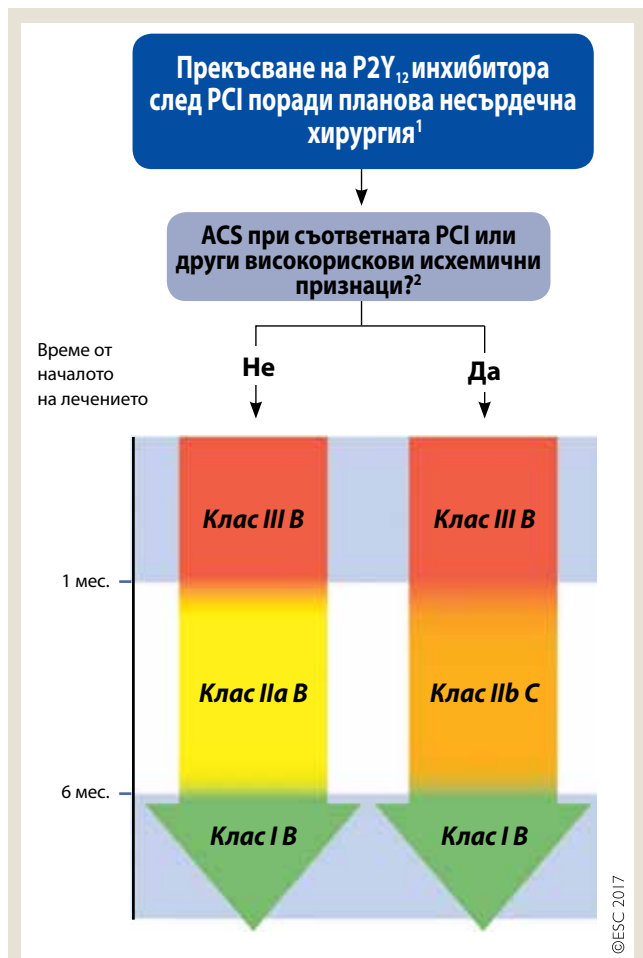 Прекъсване на P2Y₁₂ инхибитора
след PCI поради планова несърдечна
хирургия¹
ACS при съответната PCI или
други високорискови исхемични
признаци?²
Време от
началото
на лечението
Не
Да
Клас III B
Клас III B
1 мес.
Клас IIa B
Клас IIb C
6 мес.
Клас I B
Клас I B
©ESC 2017